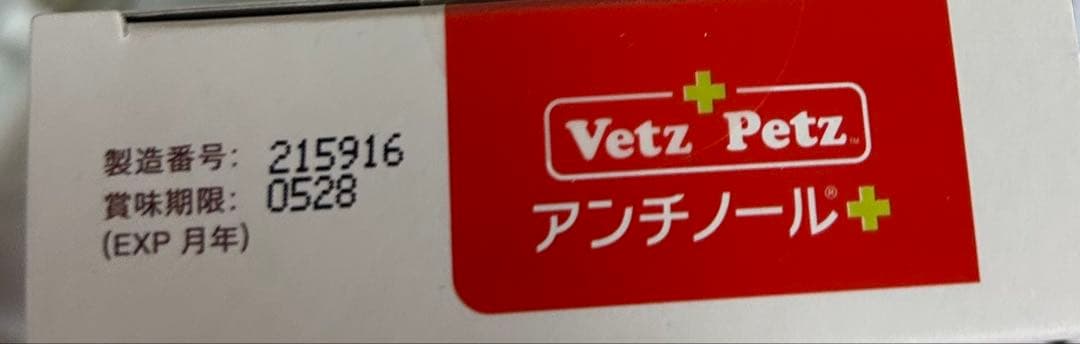 製造番号: 215916
賞味期限: 0528
(EXP 月年)
Vetz Petz™
アンチノール®+